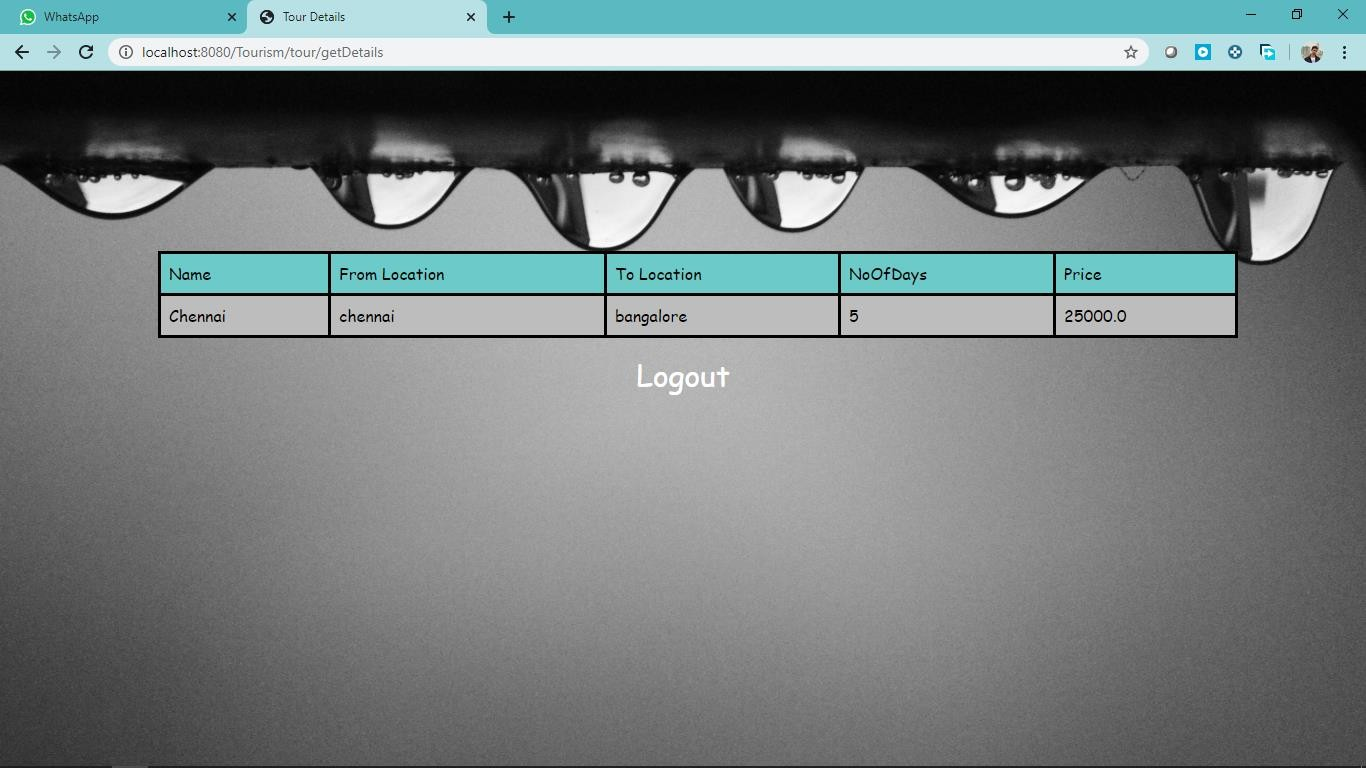 WhatsApp
Tour Details
localhost:8080/Tourism/tour/getDetails
Name From Location To Location NoOfDays Price
Chennai chennai bangalore 5 25000.0
Logout